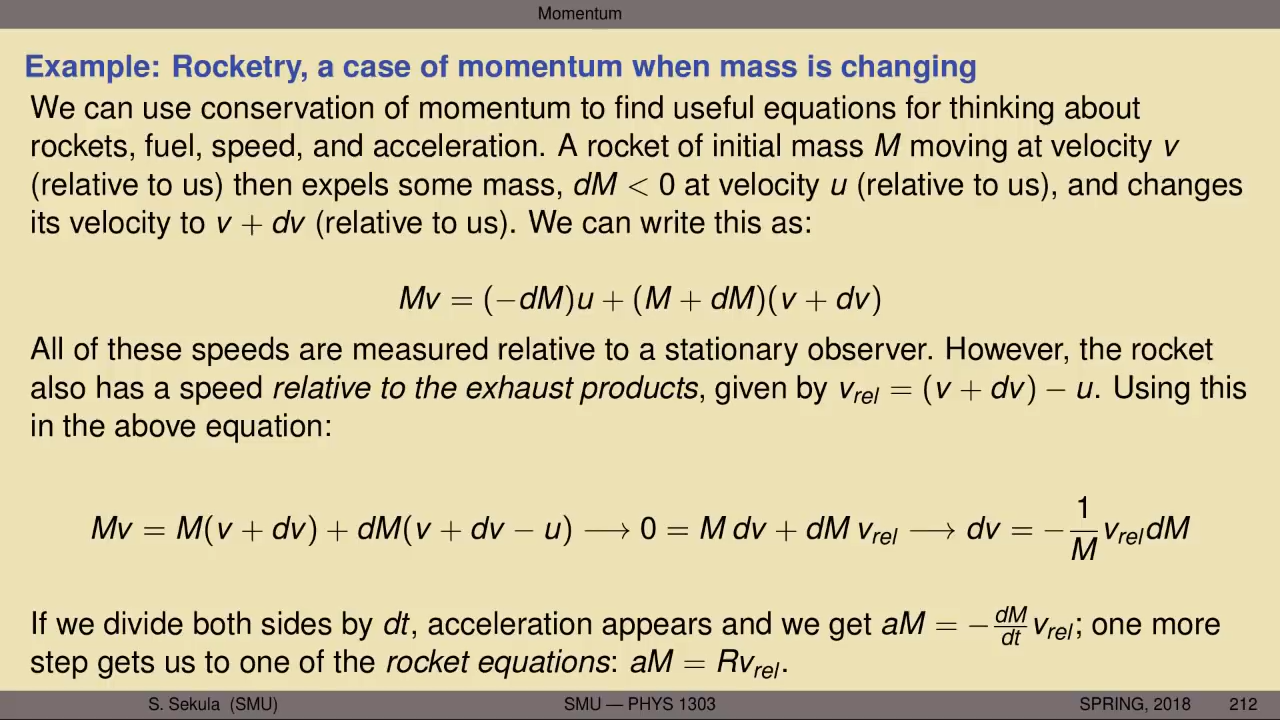 Momentum
Example: Rocketry, a case of momentum when mass is changing
We can use conservation of momentum to find useful equations for thinking about
rockets, fuel, speed, and acceleration. A rocket of initial mass M moving at velocity v
(relative to us) then expels some mass, dM < 0 at velocity u (relative to us), and changes
its velocity to v + dv (relative to us). We can write this as:
Mv = (−dM)u + (M + dM)(v + dv)
All of these speeds are measured relative to a stationary observer. However, the rocket
also has a speed relative to the exhaust products, given by v_rel = (v + dv) − u. Using this
in the above equation:
Mv = M(v + dv) + dM(v + dv − u) ⟶ 0 = M dv + dM v_rel ⟶ dv = −\frac{1}{M} v_rel dM
If we divide both sides by dt, acceleration appears and we get aM = −\frac{dM}{dt} v_rel; one more
step gets us to one of the rocket equations: aM = Rv_rel.
S. Sekula (SMU) SMU — PHYS 1303 SPRING, 2018 212